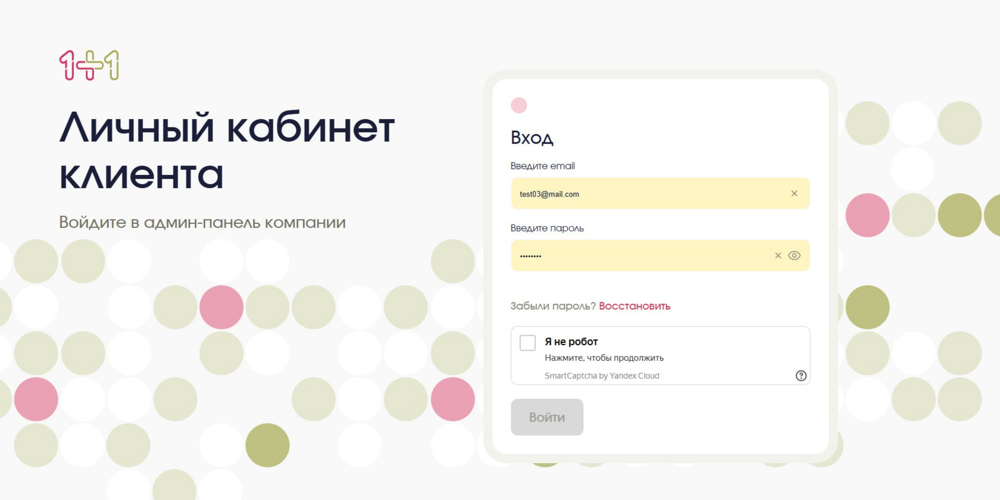 1+1
Личный кабинет
клиента
Войдите в админ-панель компании
Вход
Введите email
test03@mail.com
Введите пароль
••••••••
Забыли пароль? Восстановить
Я не робот
Нажмите, чтобы продолжить
SmartCaptcha by Yandex Cloud
Войти